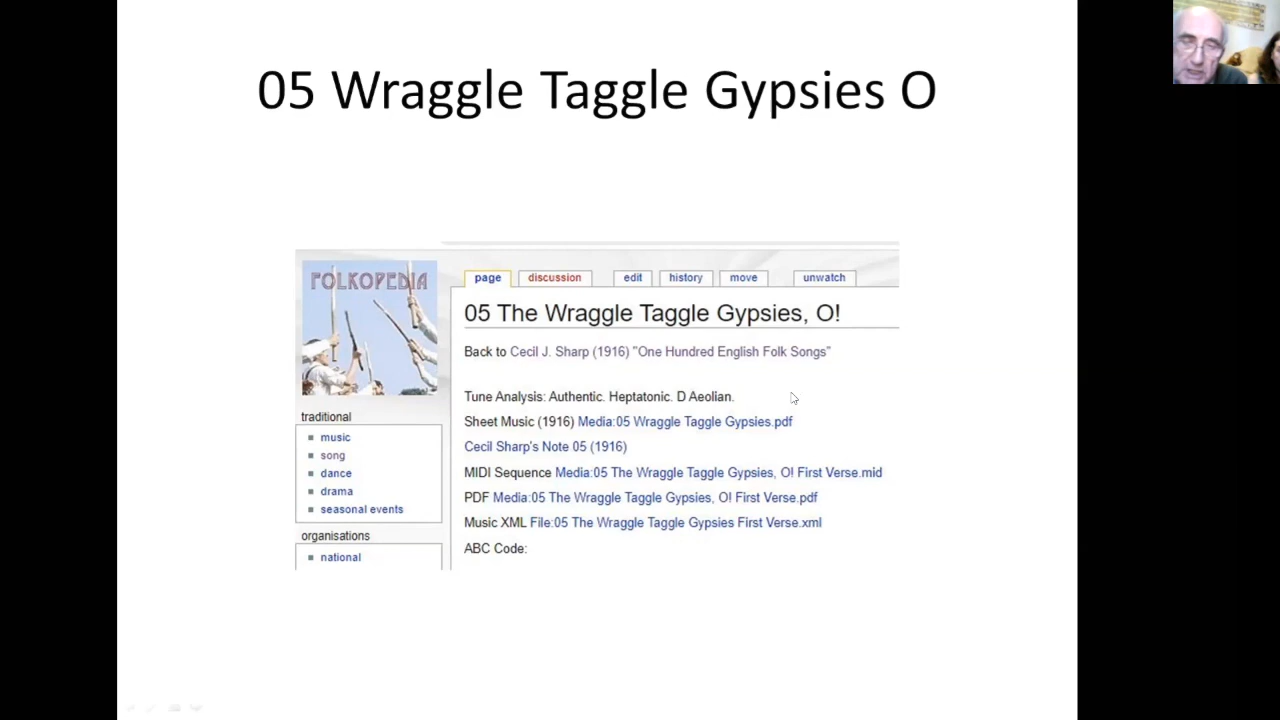 05 Wraggle Taggle Gypsies O
FOLKOPEDIA
page discussion edit history move unwatch
05 The Wraggle Taggle Gypsies, O!
Back to Cecil J. Sharp (1916) "One Hundred English Folk Songs"
Tune Analysis: Authentic. Heptatonic. D Aeolian.
Sheet Music (1916) Media:05 Wraggle Taggle Gypsies.pdf
Cecil Sharp's Note 05 (1916)
MIDI Sequence Media:05 The Wraggle Taggle Gypsies, O! First Verse.mid
PDF Media:05 The Wraggle Taggle Gypsies, O! First Verse.pdf
Music XML File:05 The Wraggle Taggle Gypsies First Verse.xml
ABC Code:
traditional
music
song
dance
drama
seasonal events
organisations
national